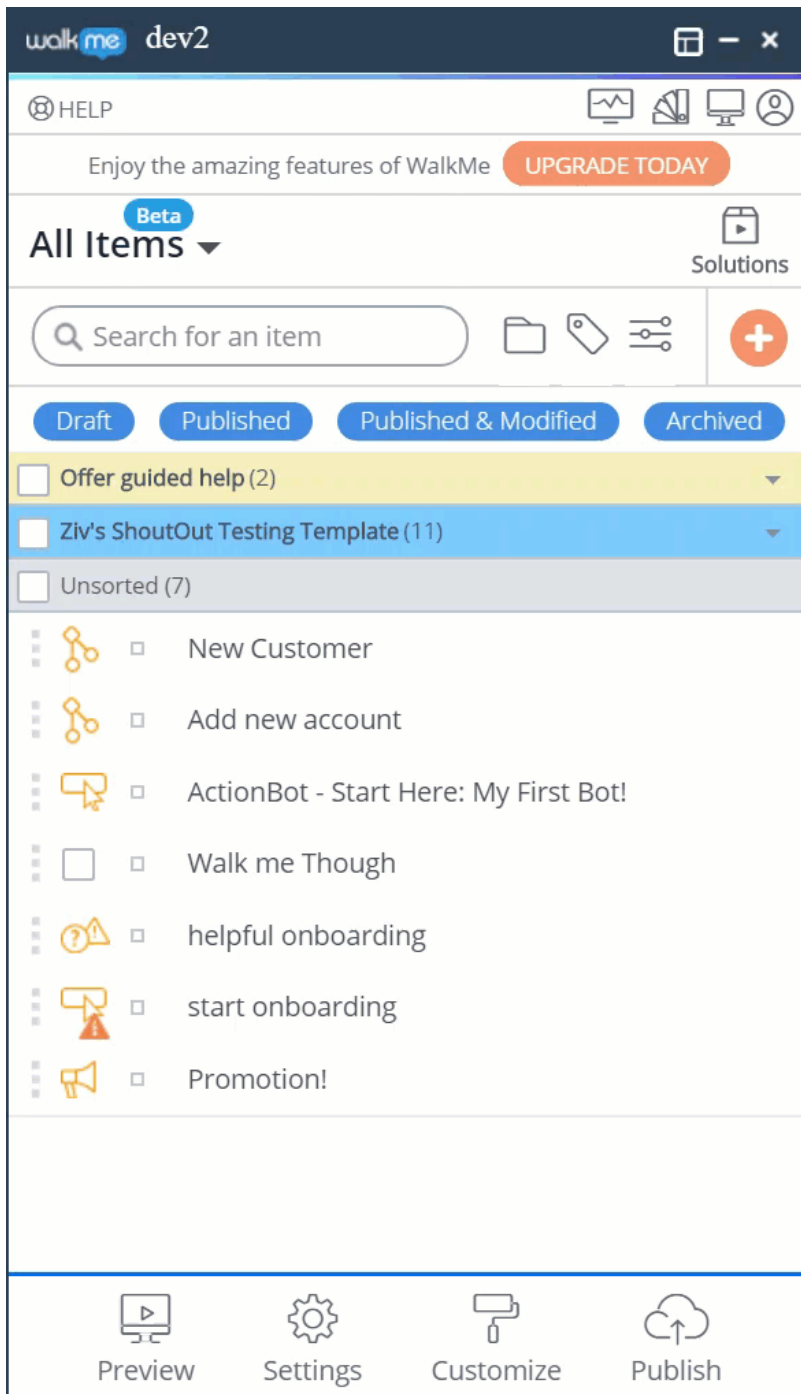 walkme dev2
HELP
Enjoy the amazing features of WalkMe UPGRADE TODAY
Beta
All Items
Solutions
Search for an item
Draft Published Published & Modified Archived
Offer guided help (2)
Ziv's ShoutOut Testing Template (11)
Unsorted (7)
New Customer
Add new account
ActionBot - Start Here: My First Bot!
Walk me Though
helpful onboarding
start onboarding
Promotion!
Preview Settings Customize Publish